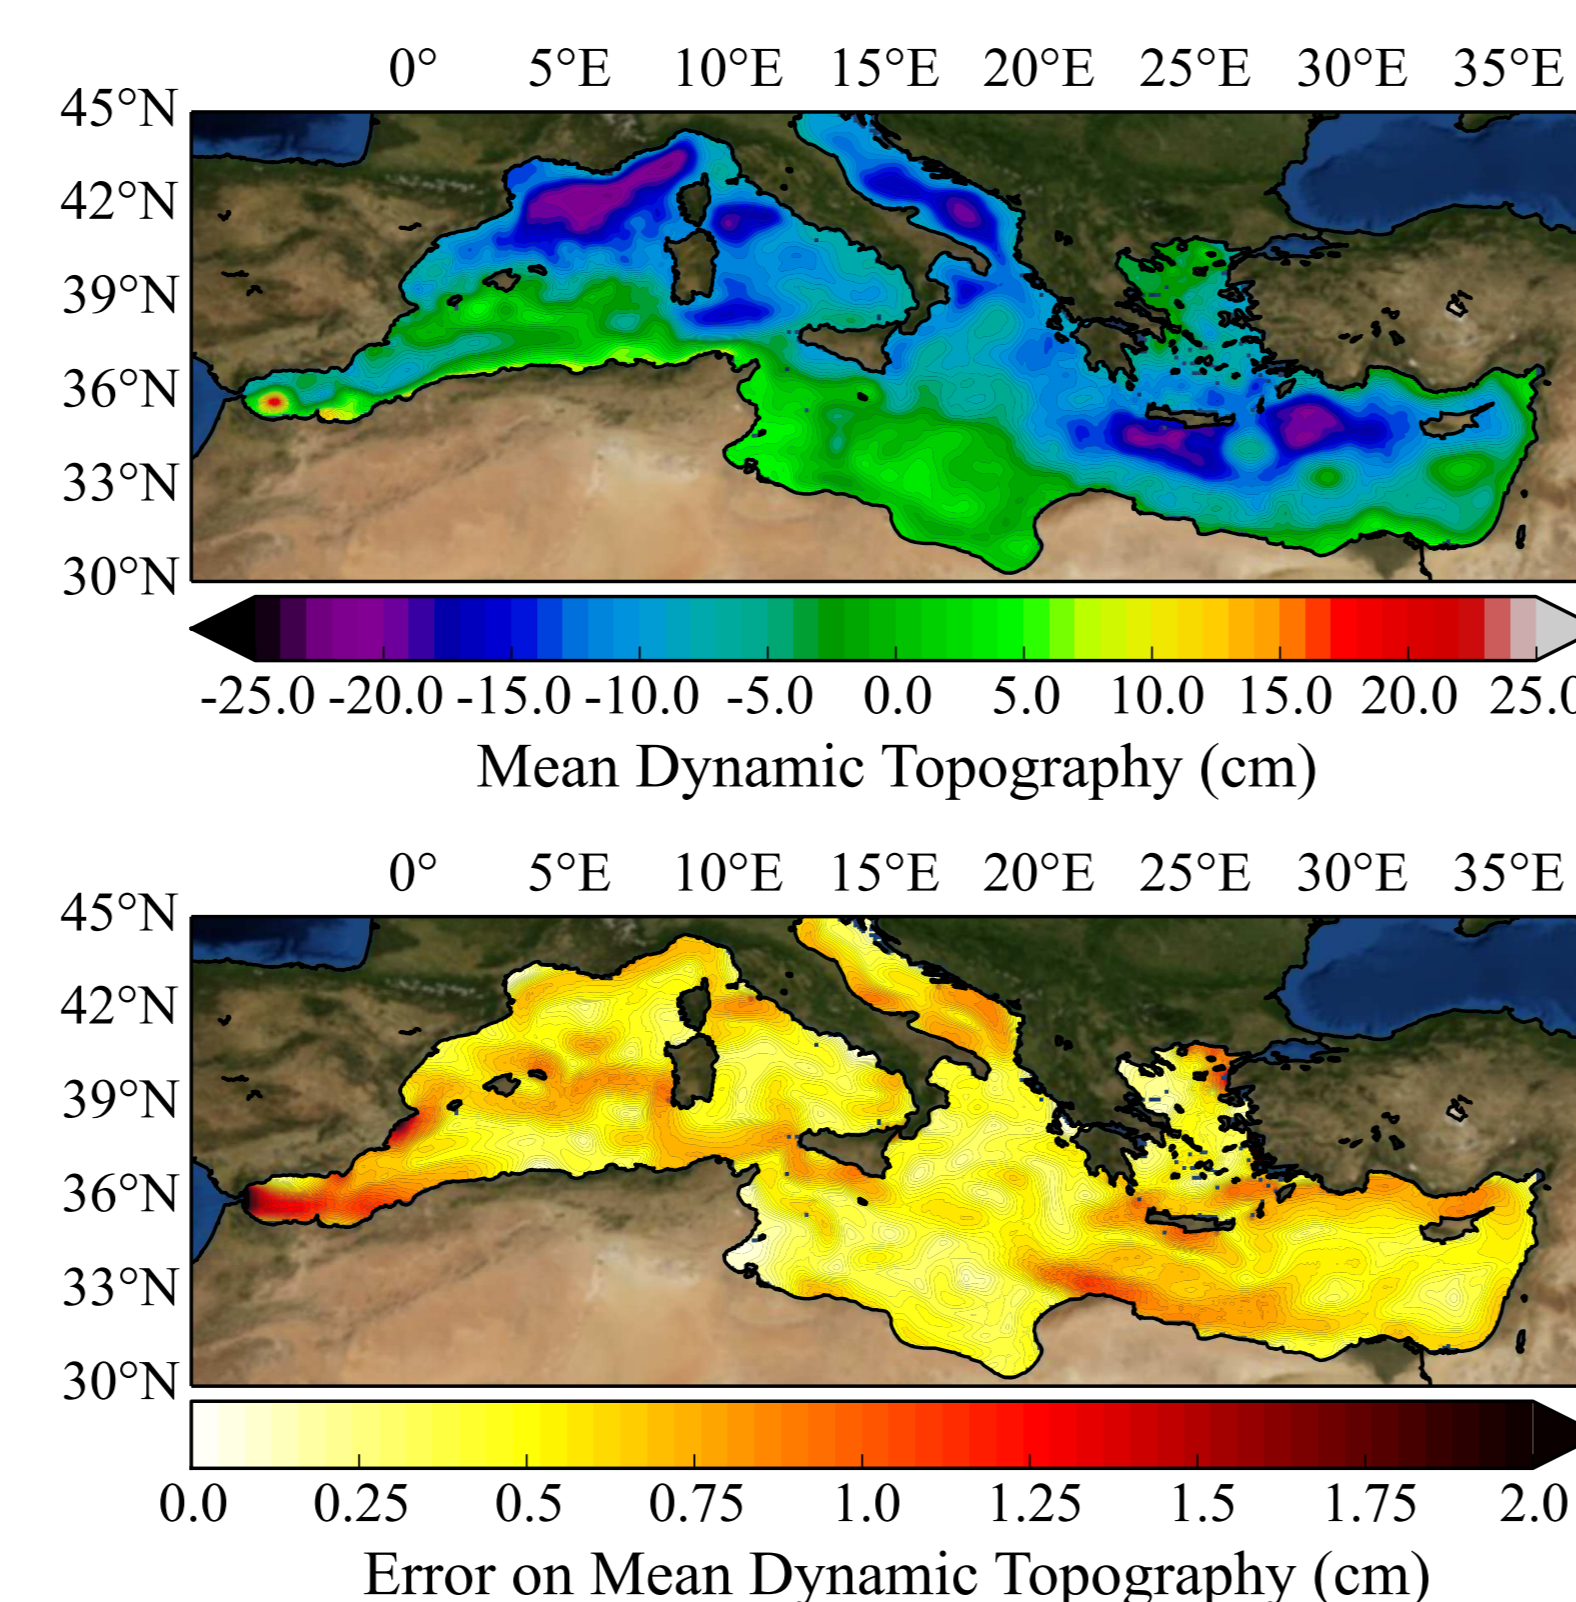 0° 5°E 10°E 15°E 20°E 25°E 30°E 35°E
45°N
42°N
39°N
36°N
33°N
30°N
-25.0 -20.0 -15.0 -10.0 -5.0 0.0 5.0 10.0 15.0 20.0 25.0
Mean Dynamic Topography (cm)
0° 5°E 10°E 15°E 20°E 25°E 30°E 35°E
45°N
42°N
39°N
36°N
33°N
30°N
0.0 0.25 0.5 0.75 1.0 1.25 1.5 1.75 2.0
Error on Mean Dynamic Topography (cm)